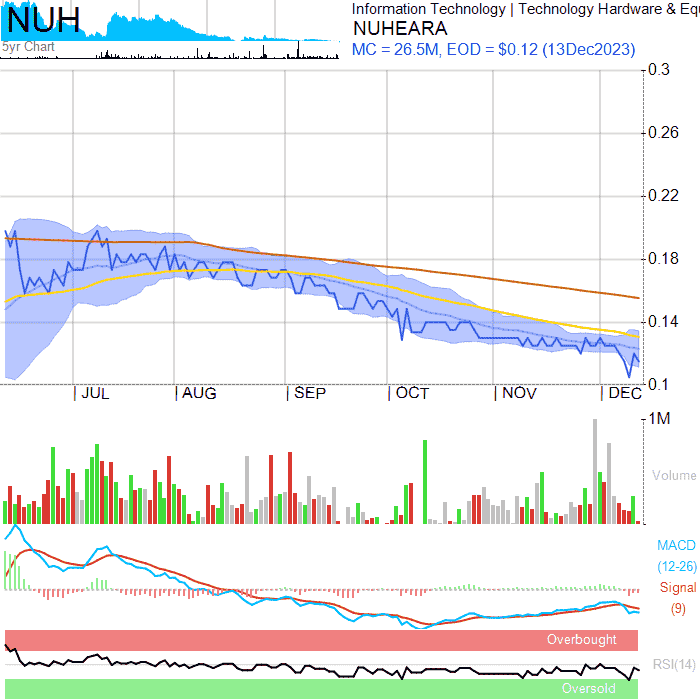 NUH
5yr Chart
Information Technology | Technology Hardware & Equ
NUHEARA
MC = 26.5M, EOD = $0.12 (13Dec2023)
0.3
0.26
0.22
0.18
0.14
0.1
JUL
AUG
SEP
OCT
NOV
DEC
1M
Volume
MACD
(12-26)
Signal
(9)
Overbought
RSI(14)
Oversold